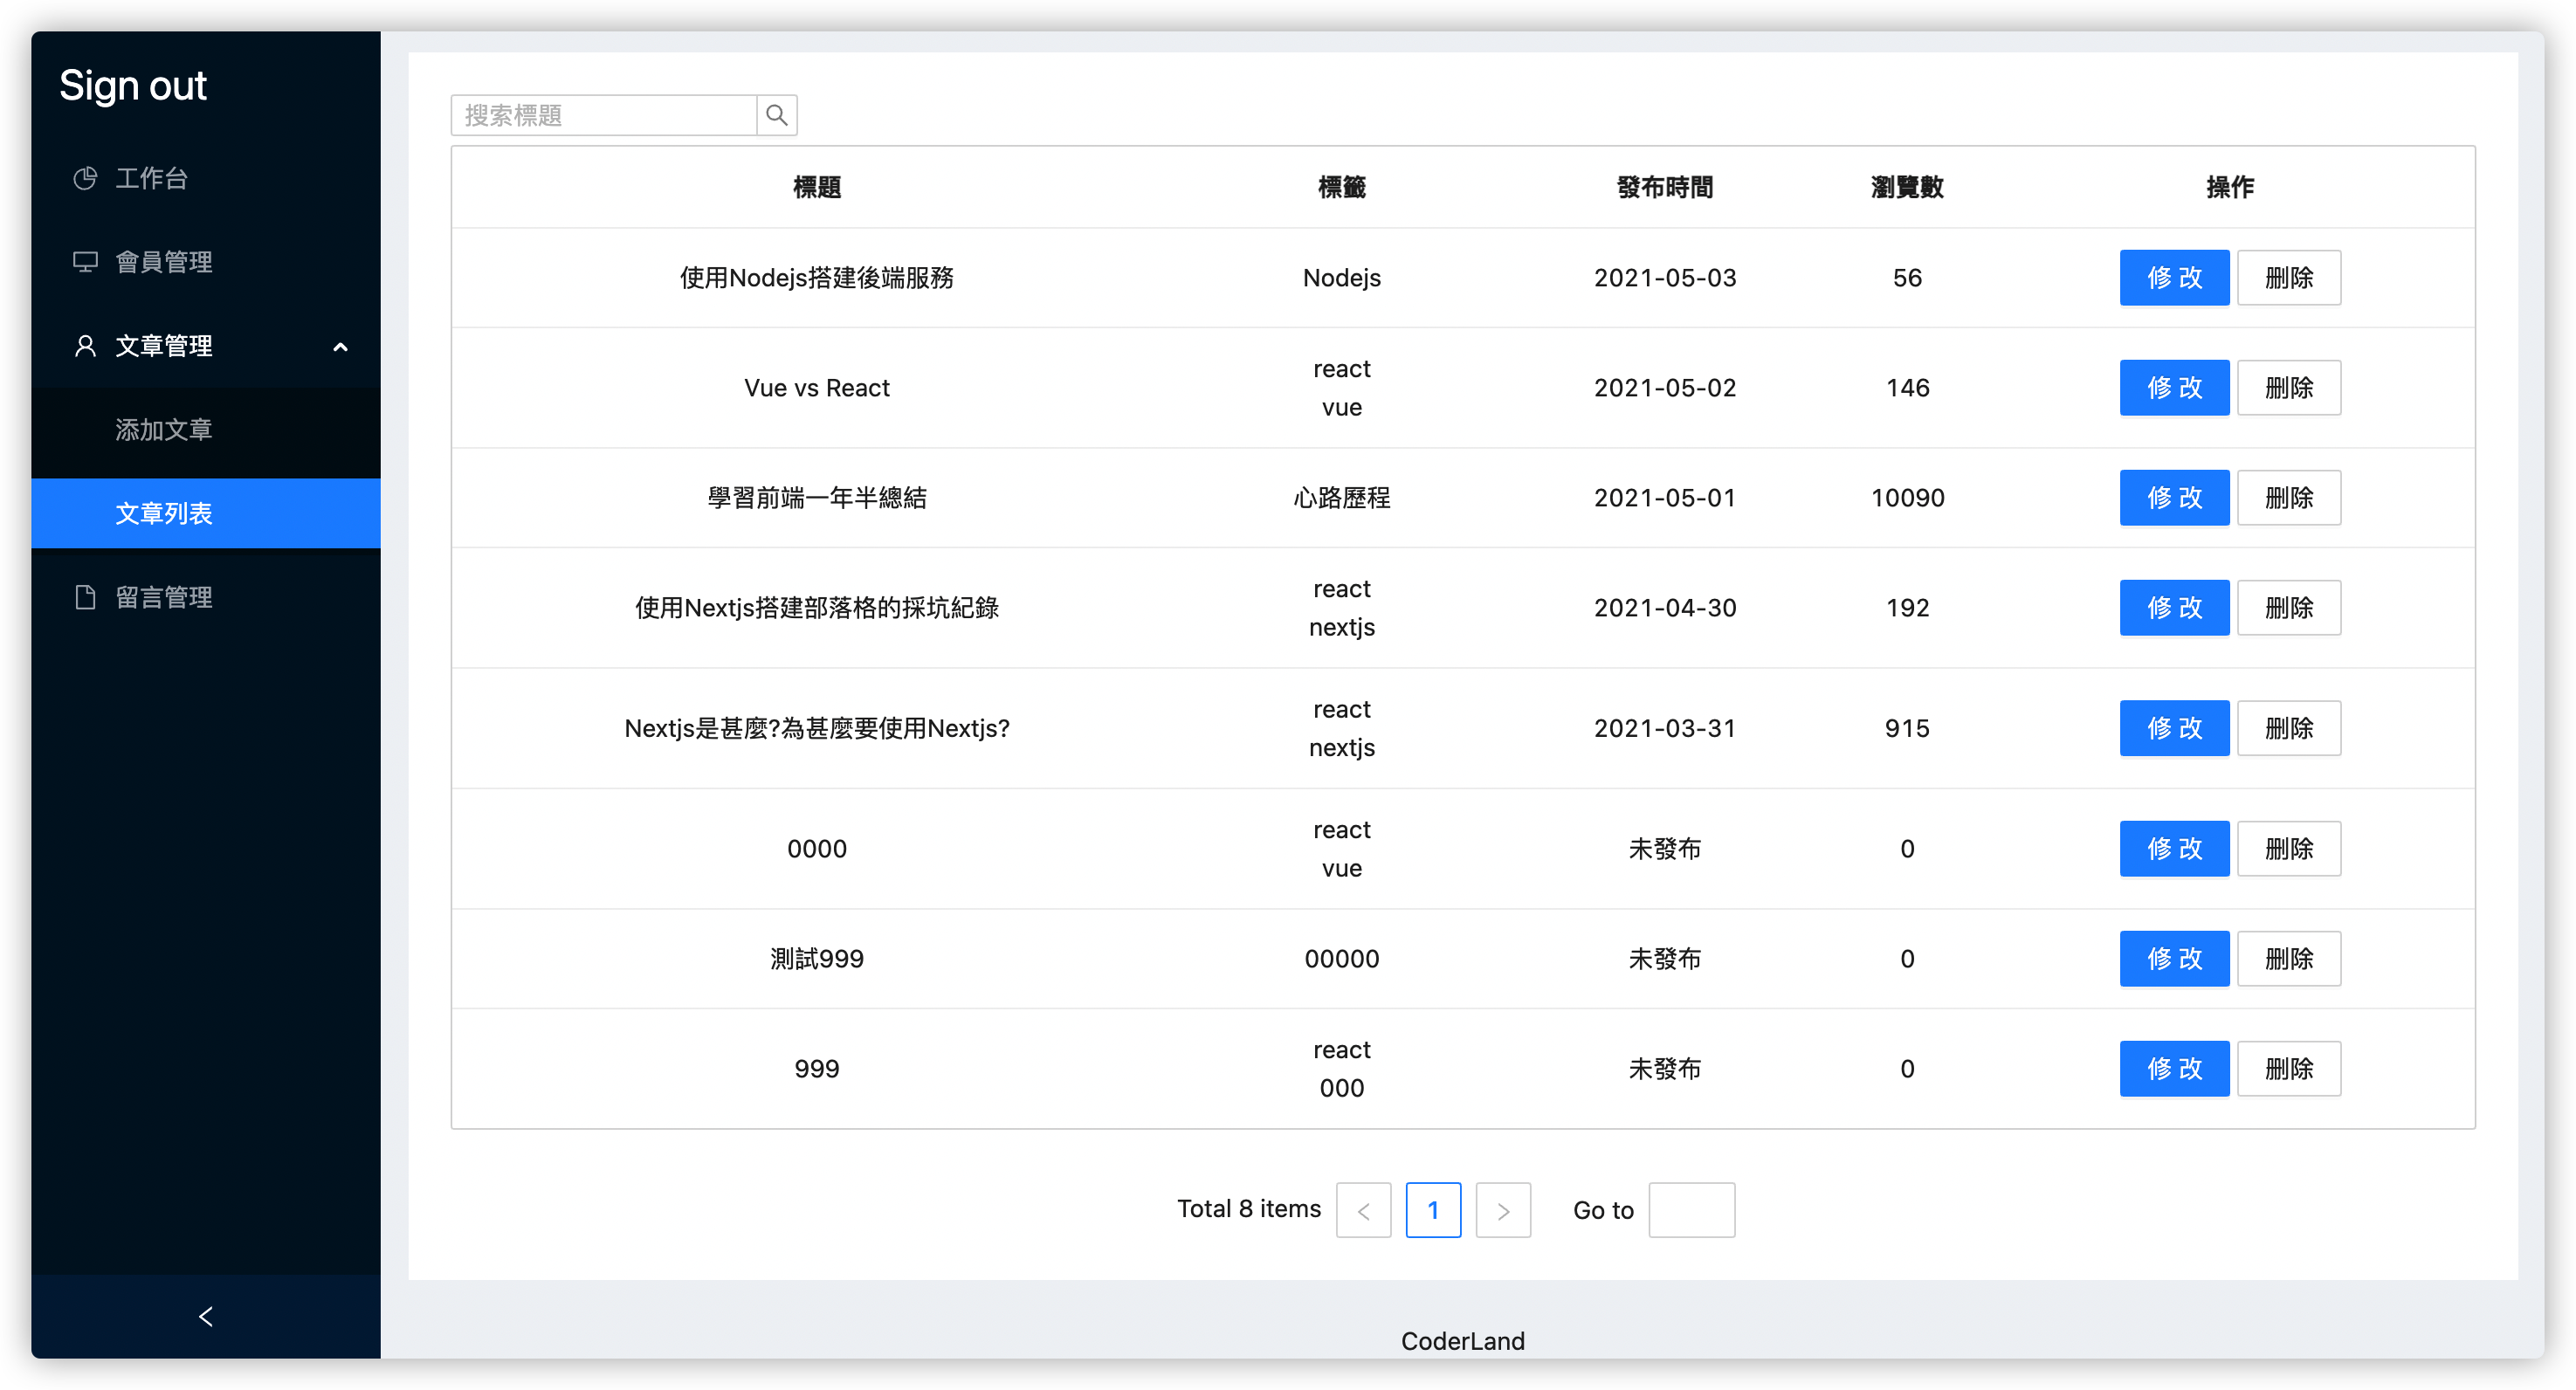 Sign out
工作台
會員管理
文章管理
添加文章
文章列表
留言管理
搜索標題
標題 標籤 發布時間 瀏覽數 操作
使用Nodejs搭建後端服務 Nodejs 2021-05-03 56 修 改 刪除
Vue vs React react vue 2021-05-02 146 修 改 刪除
學習前端一年半總結 心路歷程 2021-05-01 10090 修 改 刪除
使用Nextjs搭建部落格的採坑紀錄 react nextjs 2021-04-30 192 修 改 刪除
Nextjs是甚麼?為甚麼要使用Nextjs? react nextjs 2021-03-31 915 修 改 刪除
0000 react vue 未發布 0 修 改 刪除
測試999 00000 未發布 0 修 改 刪除
999 react 000 未發布 0 修 改 刪除
Total 8 items < 1 > Go to
CoderLand